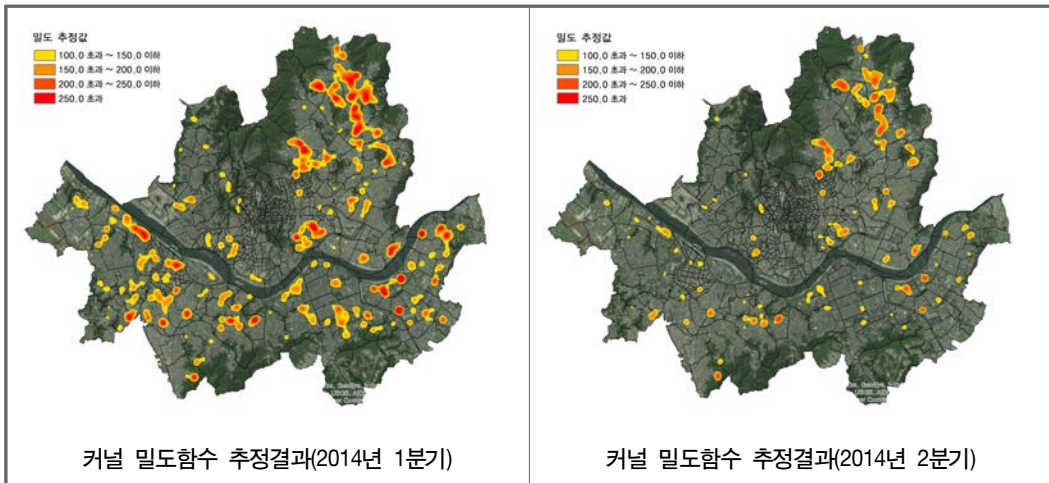 밀도 추정값
100.0 초과 ~ 150.0 이하
150.0 초과 ~ 200.0 이하
200.0 초과 ~ 250.0 이하
250.0 초과
커널 밀도함수 추정결과(2014년 1분기)
밀도 추정값
100.0 초과 ~ 150.0 이하
150.0 초과 ~ 200.0 이하
200.0 초과 ~ 250.0 이하
250.0 초과
커널 밀도함수 추정결과(2014년 2분기)